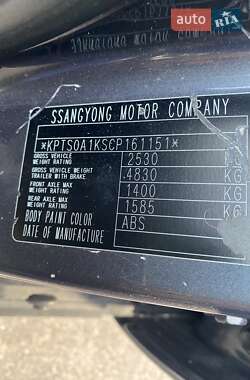 AUTO
RIA
SSANGYONG MOTOR COMPANY
*KPTS0A1KSCP161151*
GROSS VEHICLE
WEIGHT RATING 2530 KG
GROSS VEHICLE WEIGHT
TRAILER WITH BRAKE 4830 KG
FRONT AXLE MAX
WEIGHT RATING 1400 KG
REAR AXLE MAX
WEIGHT RATING 1585 KG
BODY PAINT COLOR ABS
DATE OF MANUFACTURE